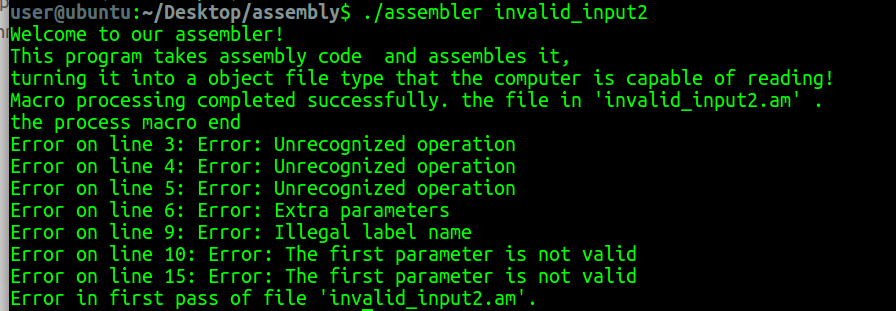 user@ubuntu:~/Desktop/assembly$ ./assembler invalid_input2
Welcome to our assembler!
This program takes assembly code  and assembles it,
turning it into a object file type that the computer is capable of reading!
Macro processing completed successfully. the file in 'invalid_input2.am' .
the process macro end
Error on line 3: Error: Unrecognized operation
Error on line 4: Error: Unrecognized operation
Error on line 5: Error: Unrecognized operation
Error on line 6: Error: Extra parameters
Error on line 9: Error: Illegal label name
Error on line 10: Error: The first parameter is not valid
Error on line 15: Error: The first parameter is not valid
Error in first pass of file 'invalid_input2.am'.